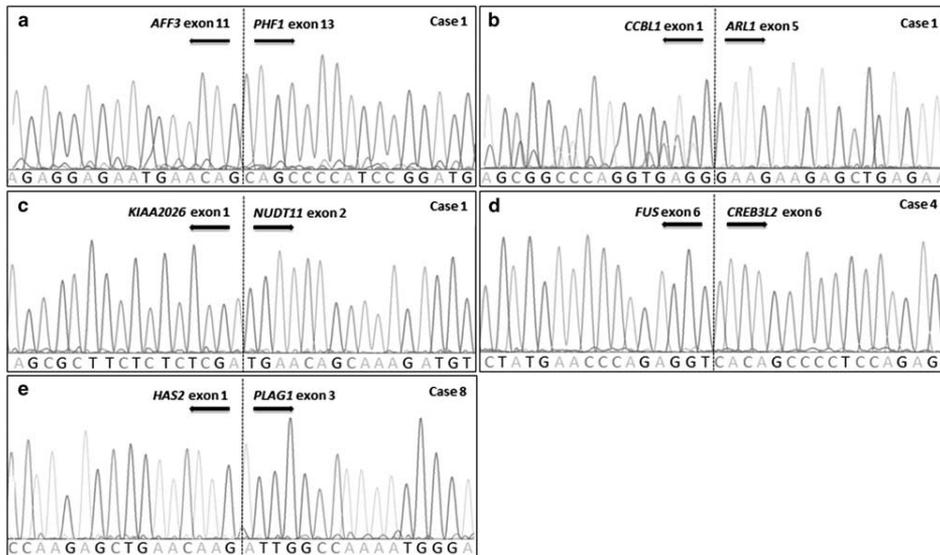 a AFF3 exon 11 PHF1 exon 13 Case 1
AGAGGAGAATGAACAGCAGCCCCATCCGGATG
b CCBL1 exon 1 ARL1 exon 5 Case 1
AGCGGCCCAGGTGAGGGAAGAAGAGCTGAGAA
c KIAA2026 exon 1 NUDT11 exon 2 Case 1
AGCGCTTCTCTCTCGATGAACAGCAAAGATGT
d FUS exon 6 CREB3L2 exon 6 Case 4
CTATGAACCCAGAGGTCACAGCCCCTCCAGAG
e HAS2 exon 1 PLAG1 exon 3 Case 8
CCAAGAGCTGAACAAGATTGGCCAAAATGGGA